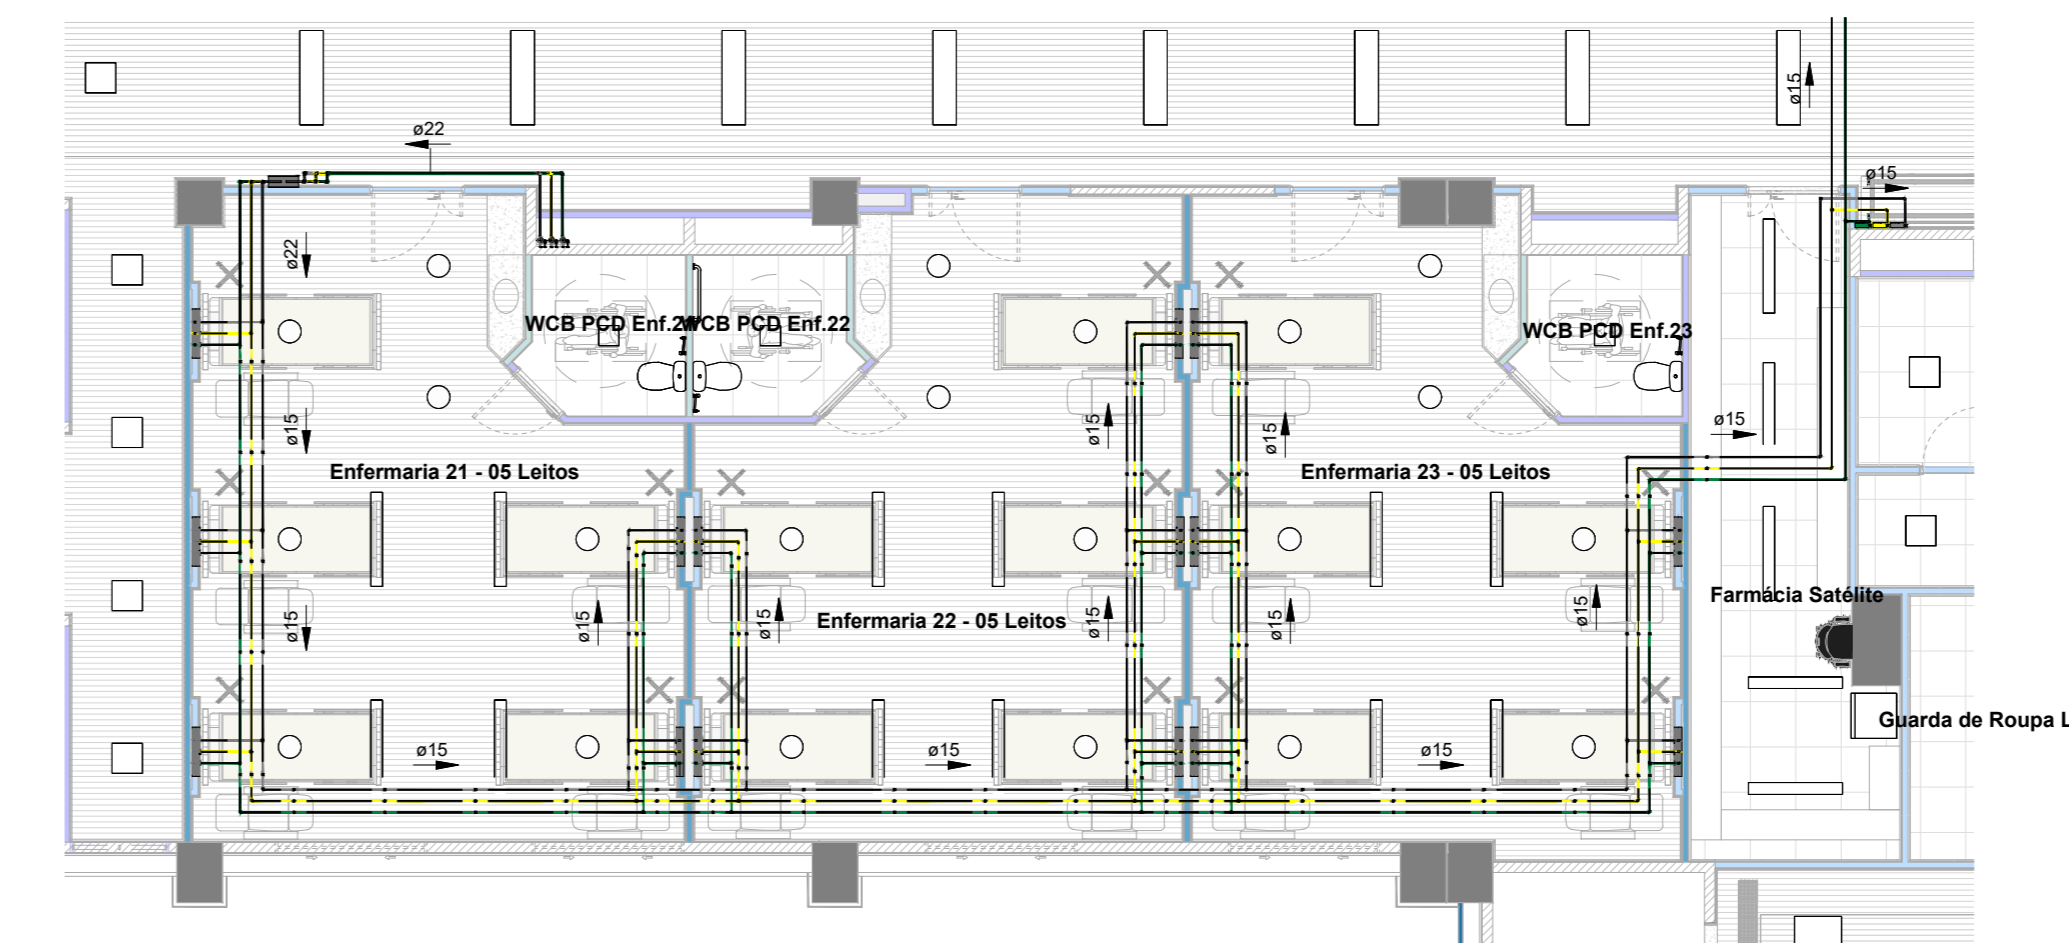 ø15
ø22
ø15
ø22
WCB PCD Enf.2
WCB PCD Enf.22
WCB PCD Enf.23
ø15
ø15
ø15
ø15
Enfermaria 21 - 05 Leitos
Enfermaria 23 - 05 Leitos
Farmácia Satélite
ø15
ø15
ø15
Enfermaria 22 - 05 Leitos
ø15
ø15
ø15
Guarda de Roupa L
ø15
ø15
ø15